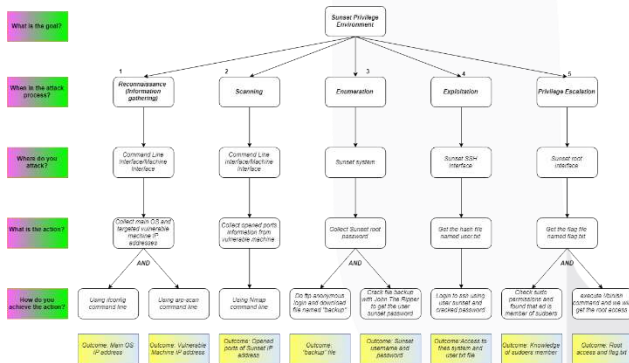 What is the goal?
Sunset Privilege
Environment
1
2
3
4
5
When is the attack
process?
Reconnaissance
(Information
gathering)
Scanning
Enumeration
Exploitation
Privilege Escalation
Where do you
attack?
Command Line
Interface/Machine
Interface
Command Line
Interface/Machine
Interface
Sunset system
Sunset SSH
interface
Sunset root
interface
What is the action?
Collect main OS and
targeted vulnerable
machine IP
addresses
Collect opened ports
information from
vulnerable machine
Collect Sunset root
password
Get the hash file
named user.txt
Get the flag file
named flag.txt
AND
AND
AND
How do you
achieve the action?
Using ifconfig
command line
Using arp-scan
command line
Using Nmap
command line
Do ftp anonymous
login and download
file named "backup"
Crack file backup
with John The Ripper
to get the user
sunset password
Login to ssh using
user sunset and
cracked password
Check sudo
permissions and
found that ed is
member of sudoers
execute
command and we wi
get the root access
Outcome: Main OS
IP address
Outcome: Vulnerable
Machine IP address
Outcome: Opened
ports of Sunset IP
address
Outcome:
"backup" file
Outcome: Sunset
username and
password
Outcome: Access to
system and
user.txt file
Outcome: Knowledge
of sudoers member
Outcome: Root
access and flag.txt